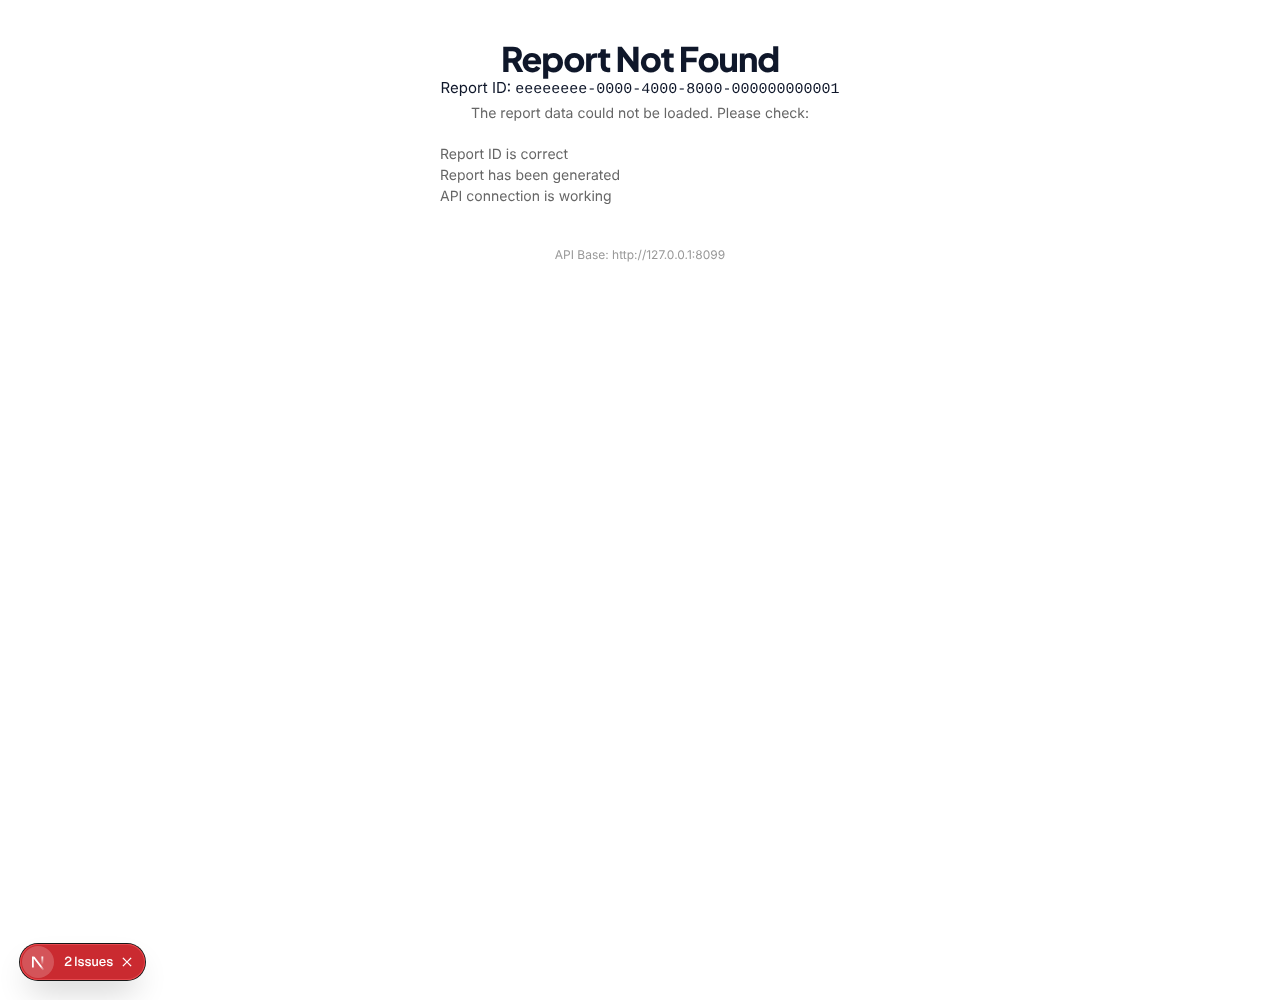 Report Not Found
Report ID: eeeeeeee-0000-4000-8000-000000000001
The report data could not be loaded. Please check:
Report ID is correct
Report has been generated
API connection is working
API Base: http://127.0.0.1:8099
N 2 Issues